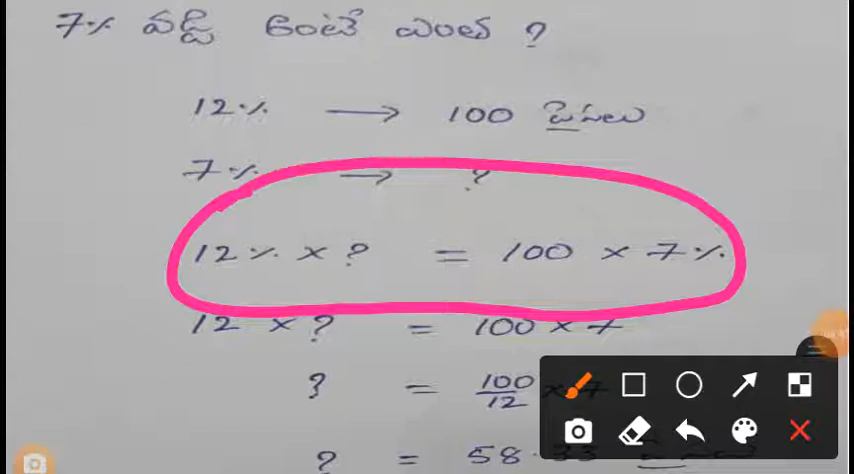 7% వడ్డి అంటే ఎంత ?
12% → 100 పైసలు
7% → ?
12% x ? = 100 x 7%
12 x ? = 100 x 7
? = 100/12 x 7
? = 58.33